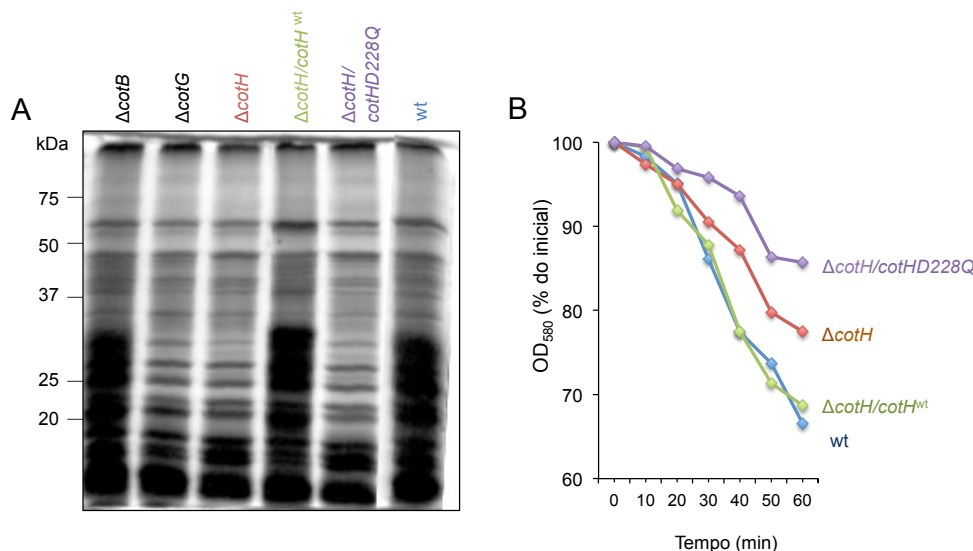 A
kDa
ΔcotB
ΔcotG
ΔcotH
ΔcotH/cotH wt
ΔcotH/
cotHD228Q
wt
75
50
37
25
20
B
OD580 (% do inicial)
100
90
80
70
60
0 10 20 30 40 50 60
Tempo (min)
ΔcotH/cotHD228Q
ΔcotH
ΔcotH/cotHwt
wt